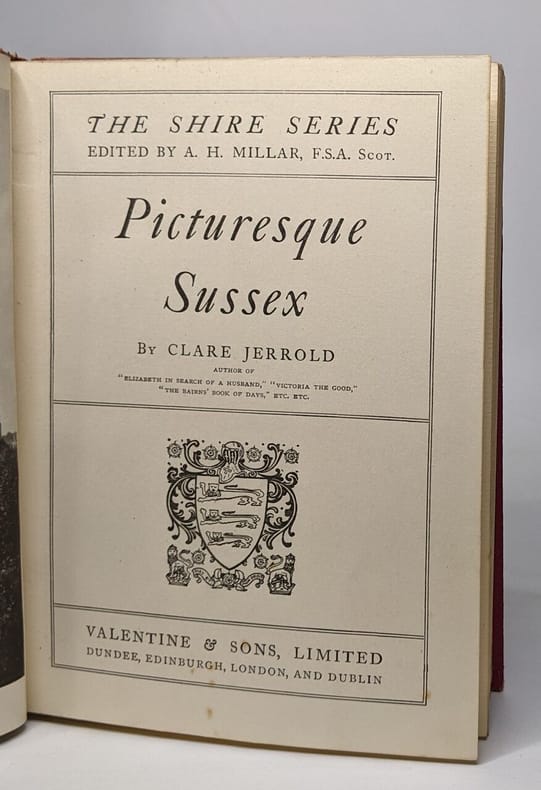 THE SHIRE SERIES
EDITED BY A. H. MILLAR, F.S.A. Scot.
Picturesque
Sussex
By CLARE JERROLD
AUTHOR OF
"ELIZABETH IN SEARCH OF A HUSBAND," "VICTORIA THE GOOD,"
"THE BAIRNS' BOOK OF DAYS," ETC. ETC.
VALENTINE & SONS, LIMITED
DUNDEE, EDINBURGH, LONDON, AND DUBLIN